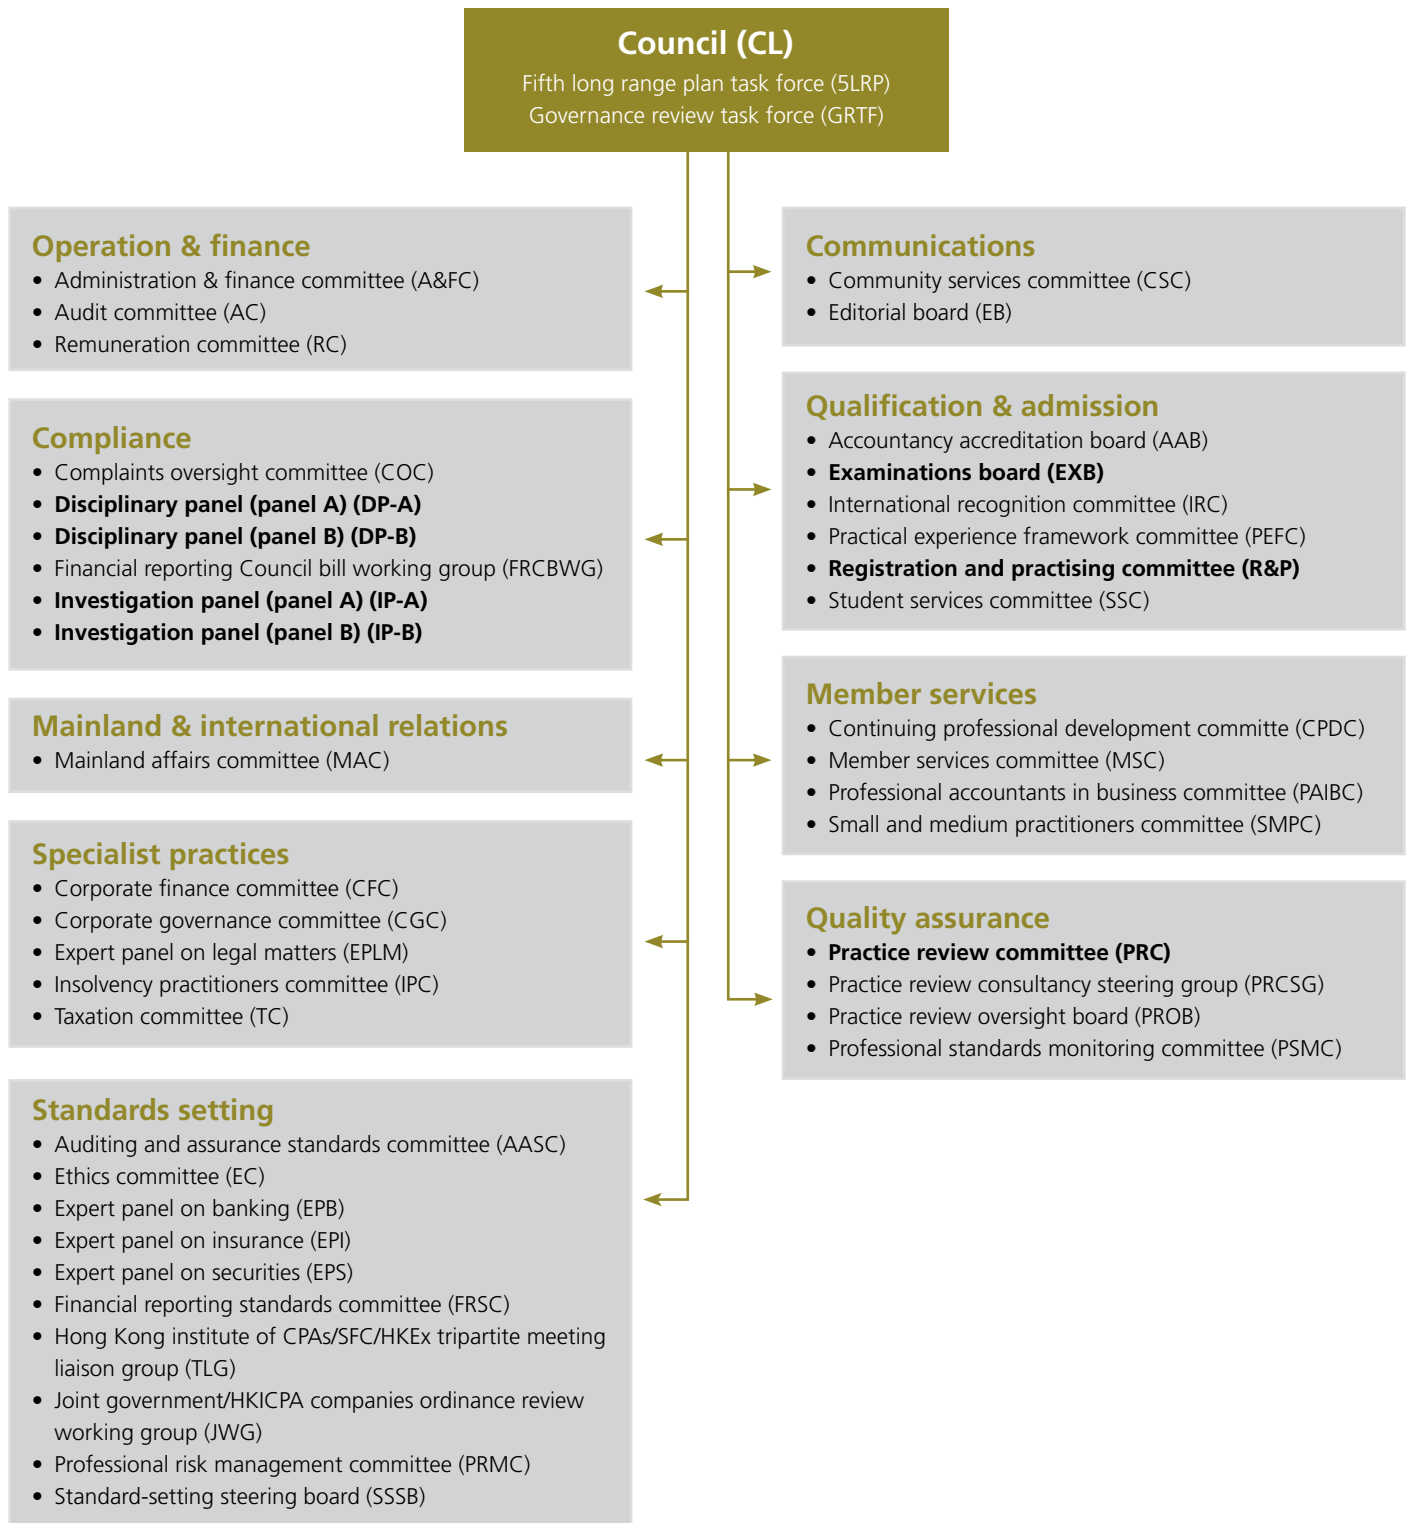 Council (CL)
Fifth long range plan task force (5LRP)
Governance review task force (GRTF)
Operation & finance
• Administration & finance committee (A&FC)
• Audit committee (AC)
• Remuneration committee (RC)
Compliance
• Complaints oversight committee (COC)
• Disciplinary panel (panel A) (DP-A)
• Disciplinary panel (panel B) (DP-B)
• Financial reporting Council bill working group (FRCBWG)
• Investigation panel (panel A) (IP-A)
• Investigation panel (panel B) (IP-B)
Mainland & international relations
• Mainland affairs committee (MAC)
Specialist practices
• Corporate finance committee (CFC)
• Corporate governance committee (CGC)
• Expert panel on legal matters (EPLM)
• Insolvency practitioners committee (IPC)
• Taxation committee (TC)
Standards setting
• Auditing and assurance standards committee (AASC)
• Ethics committee (EC)
• Expert panel on banking (EPB)
• Expert panel on insurance (EPI)
• Expert panel on securities (EPS)
• Financial reporting standards committee (FRSC)
• Hong Kong institute of CPAs/SFC/HKEx tripartite meeting
liaison group (TLG)
• Joint government/HKICPA companies ordinance review
working group (JWG)
• Professional risk management committee (PRMC)
• Standard-setting steering board (SSSB)
Communications
• Community services committee (CSC)
• Editorial board (EB)
Qualification & admission
• Accountancy accreditation board (AAB)
• Examinations board (EXB)
• International recognition committee (IRC)
• Practical experience framework committee (PEFC)
• Registration and practising committee (R&P)
• Student services committee (SSC)
Member services
• Continuing professional development committe (CPDC)
• Member services committee (MSC)
• Professional accountants in business committee (PAIBC)
• Small and medium practitioners committee (SMPC)
Quality assurance
• Practice review committee (PRC)
• Practice review consultancy steering group (PRCSG)
• Practice review oversight board (PROB)
• Professional standards monitoring committee (PSMC)